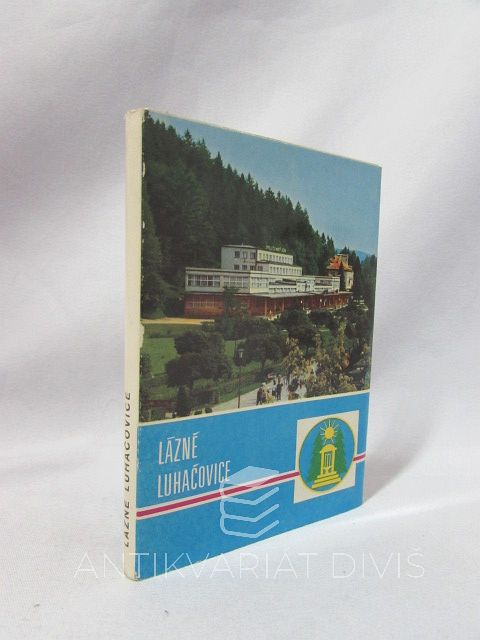 LÁZNĚ
LUHAČOVICE
LÁZNĚ LUHAČOVICE
ANTIKVARIÁT DIVIŠ